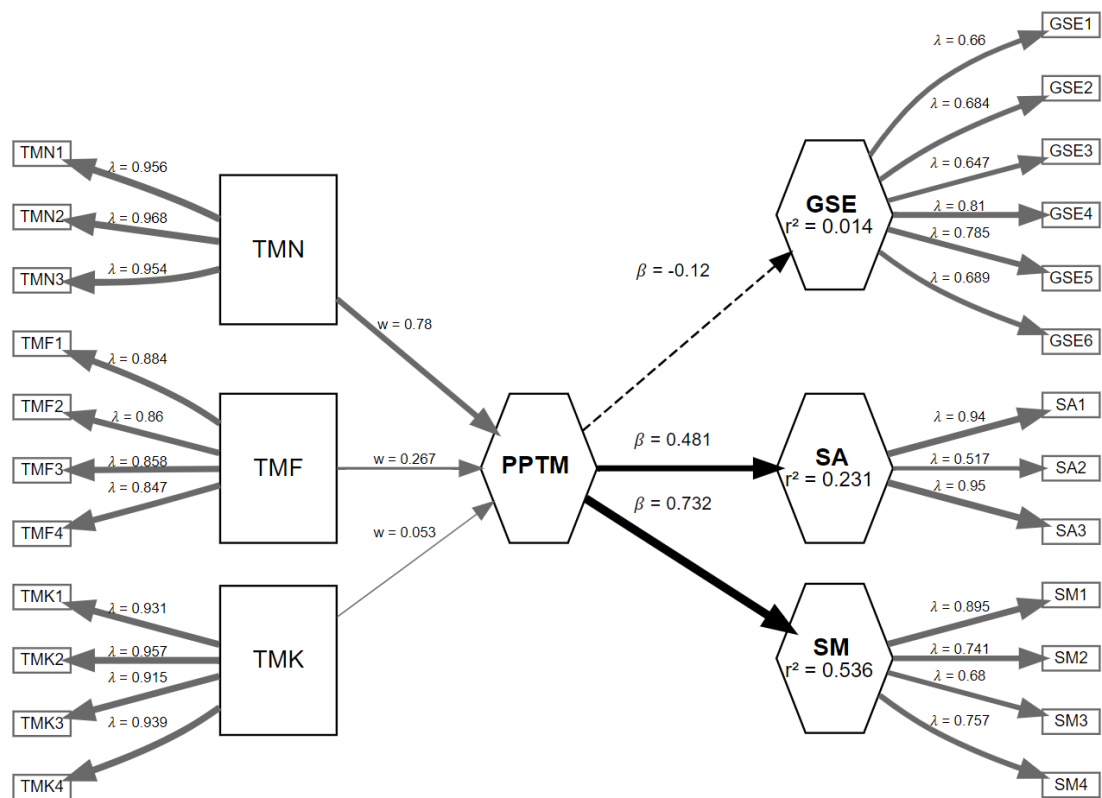 TMN1
λ = 0.956
TMN2
λ = 0.968
TMN3
λ = 0.954
TMN
TMF1
λ = 0.884
TMF2
λ = 0.86
TMF3
λ = 0.858
λ = 0.847
TMF4
TMF
TMK1
λ = 0.931
TMK2
λ = 0.957
λ = 0.915
TMK3
λ = 0.939
TMK4
TMK
w = 0.78
w = 0.267
w = 0.053
PPTM
β = -0.12
β = 0.481
β = 0.732
GSE
r² = 0.014
λ = 0.66
GSE1
λ = 0.684
GSE2
λ = 0.647
GSE3
λ = 0.81
GSE4
λ = 0.785
GSE5
λ = 0.689
GSE6
SA
r² = 0.231
λ = 0.94
SA1
λ = 0.517
SA2
λ = 0.95
SA3
SM
r² = 0.536
λ = 0.895
SM1
λ = 0.741
SM2
λ = 0.68
SM3
λ = 0.757
SM4